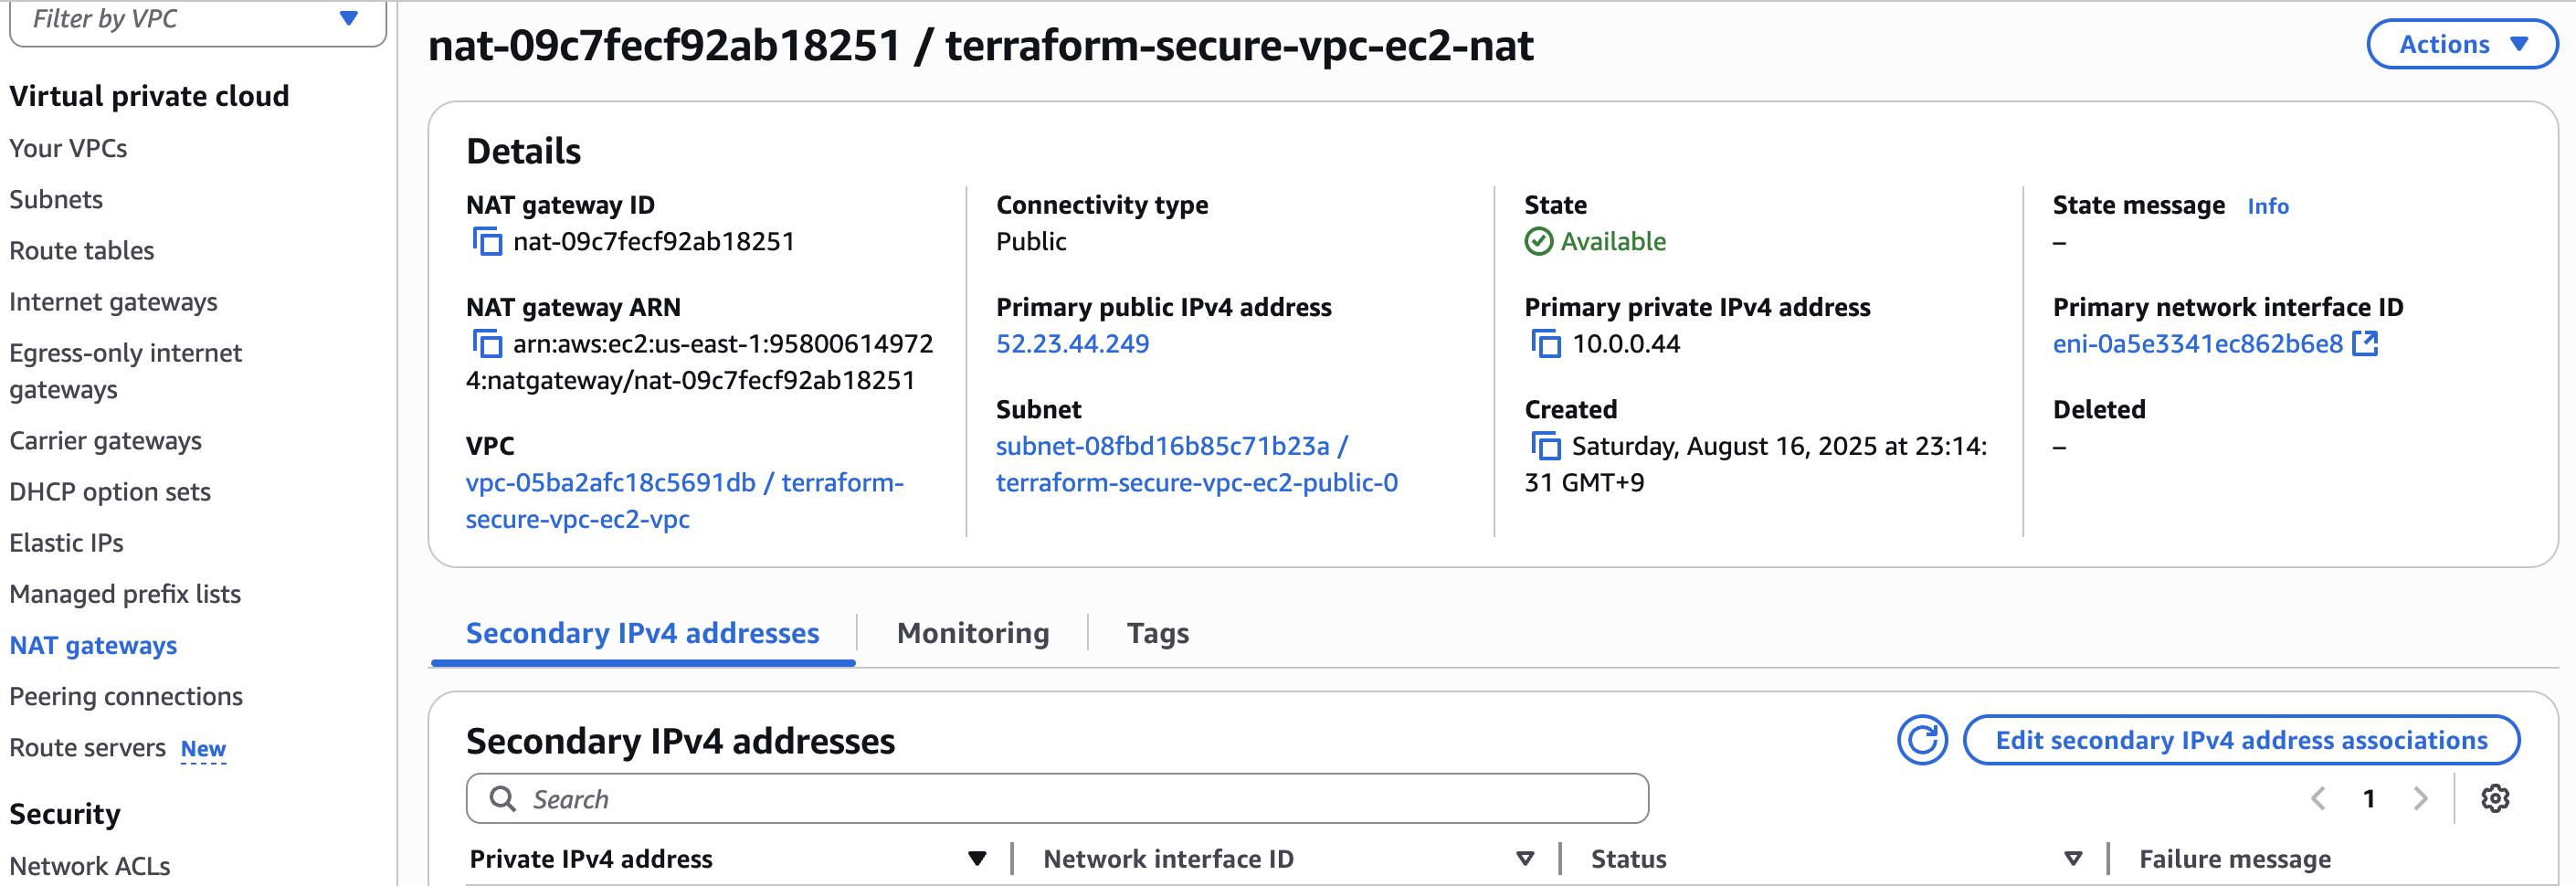 Filter by VPC
Virtual private cloud
Your VPCs
Subnets
Route tables
Internet gateways
Egress-only internet
gateways
Carrier gateways
DHCP option sets
Elastic IPs
Managed prefix lists
NAT gateways
Peering connections
Route servers New
Security
Network ACLs
nat-09c7fecf92ab18251 / terraform-secure-vpc-ec2-nat
Actions
Details
NAT gateway ID
nat-09c7fecf92ab18251
NAT gateway ARN
arn:aws:ec2:us-east-1:95800614972
4:natgateway/nat-09c7fecf92ab18251
VPC
vpc-05ba2afc18c5691db / terraform-
secure-vpc-ec2-vpc
Connectivity type
Public
Primary public IPv4 address
52.23.44.249
Subnet
subnet-08fbd16b85c71b23a /
terraform-secure-vpc-ec2-public-0
State
Available
Primary private IPv4 address
10.0.0.44
Created
Saturday, August 16, 2025 at 23:14:
31 GMT+9
State message Info
–
Primary network interface ID
eni-0a5e3341ec862b6e8
Deleted
–
Secondary IPv4 addresses
Monitoring
Tags
Secondary IPv4 addresses
Edit secondary IPv4 address associations
Search
1
Private IPv4 address
Network interface ID
Status
Failure message